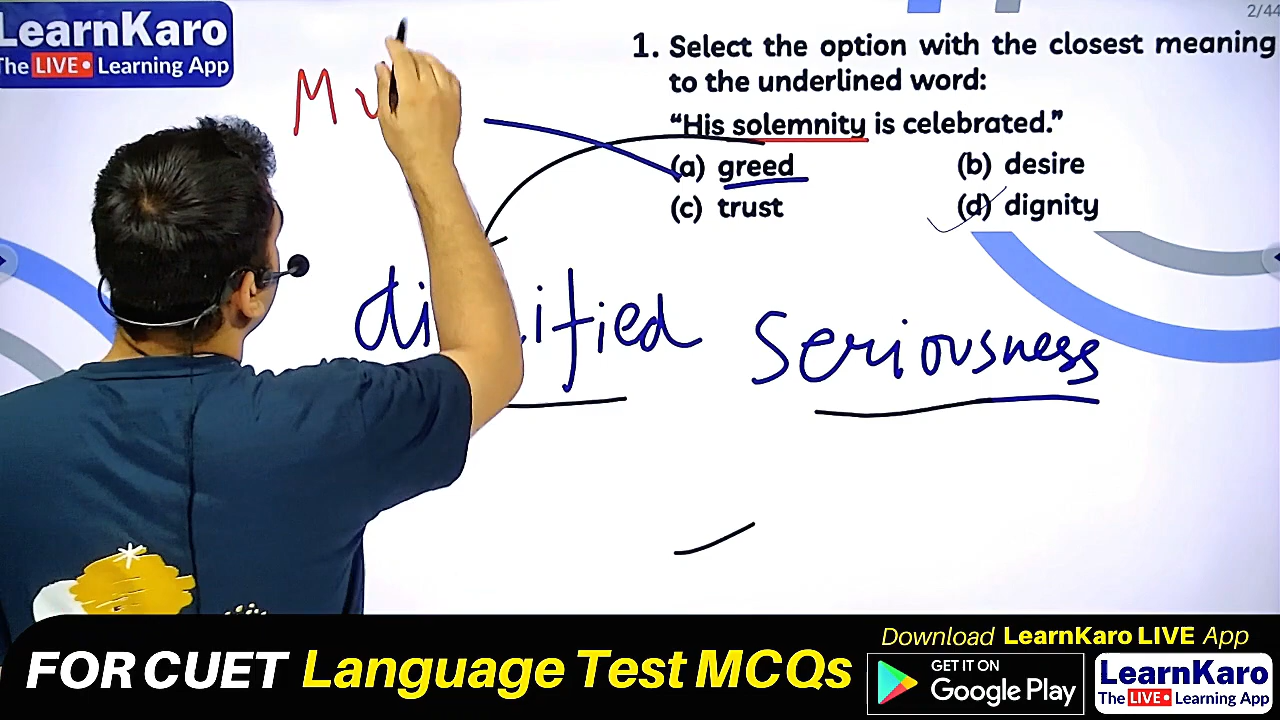 LearnKaro
The LIVE Learning App
2/44
1. Select the option with the closest meaning
to the underlined word:
“His solemnity is celebrated.”
(a) greed (b) desire
(c) trust (d) dignity
seriousness
FOR CUET Language Test MCQs
Download LearnKaro LIVE App
GET IT ON
Google Play
LearnKaro
The LIVE Learning App